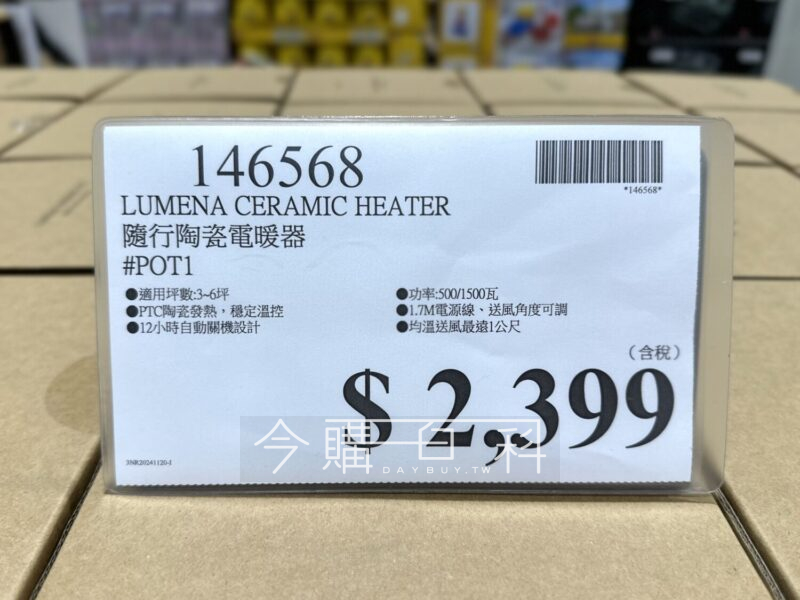 146568
*146568*
LUMENA CERAMIC HEATER
隨行陶瓷電暖器
#POT1
●適用坪數:3~6坪
●PTC陶瓷發熱，穩定溫控
●12小時自動關機設計
●功率:500/1500瓦
●1.7M電源線、送風角度可調
●均溫送風最遠1公尺
（含稅）
$ 2,399
今購百科
DAYBUY.TW
3NR20241120-I